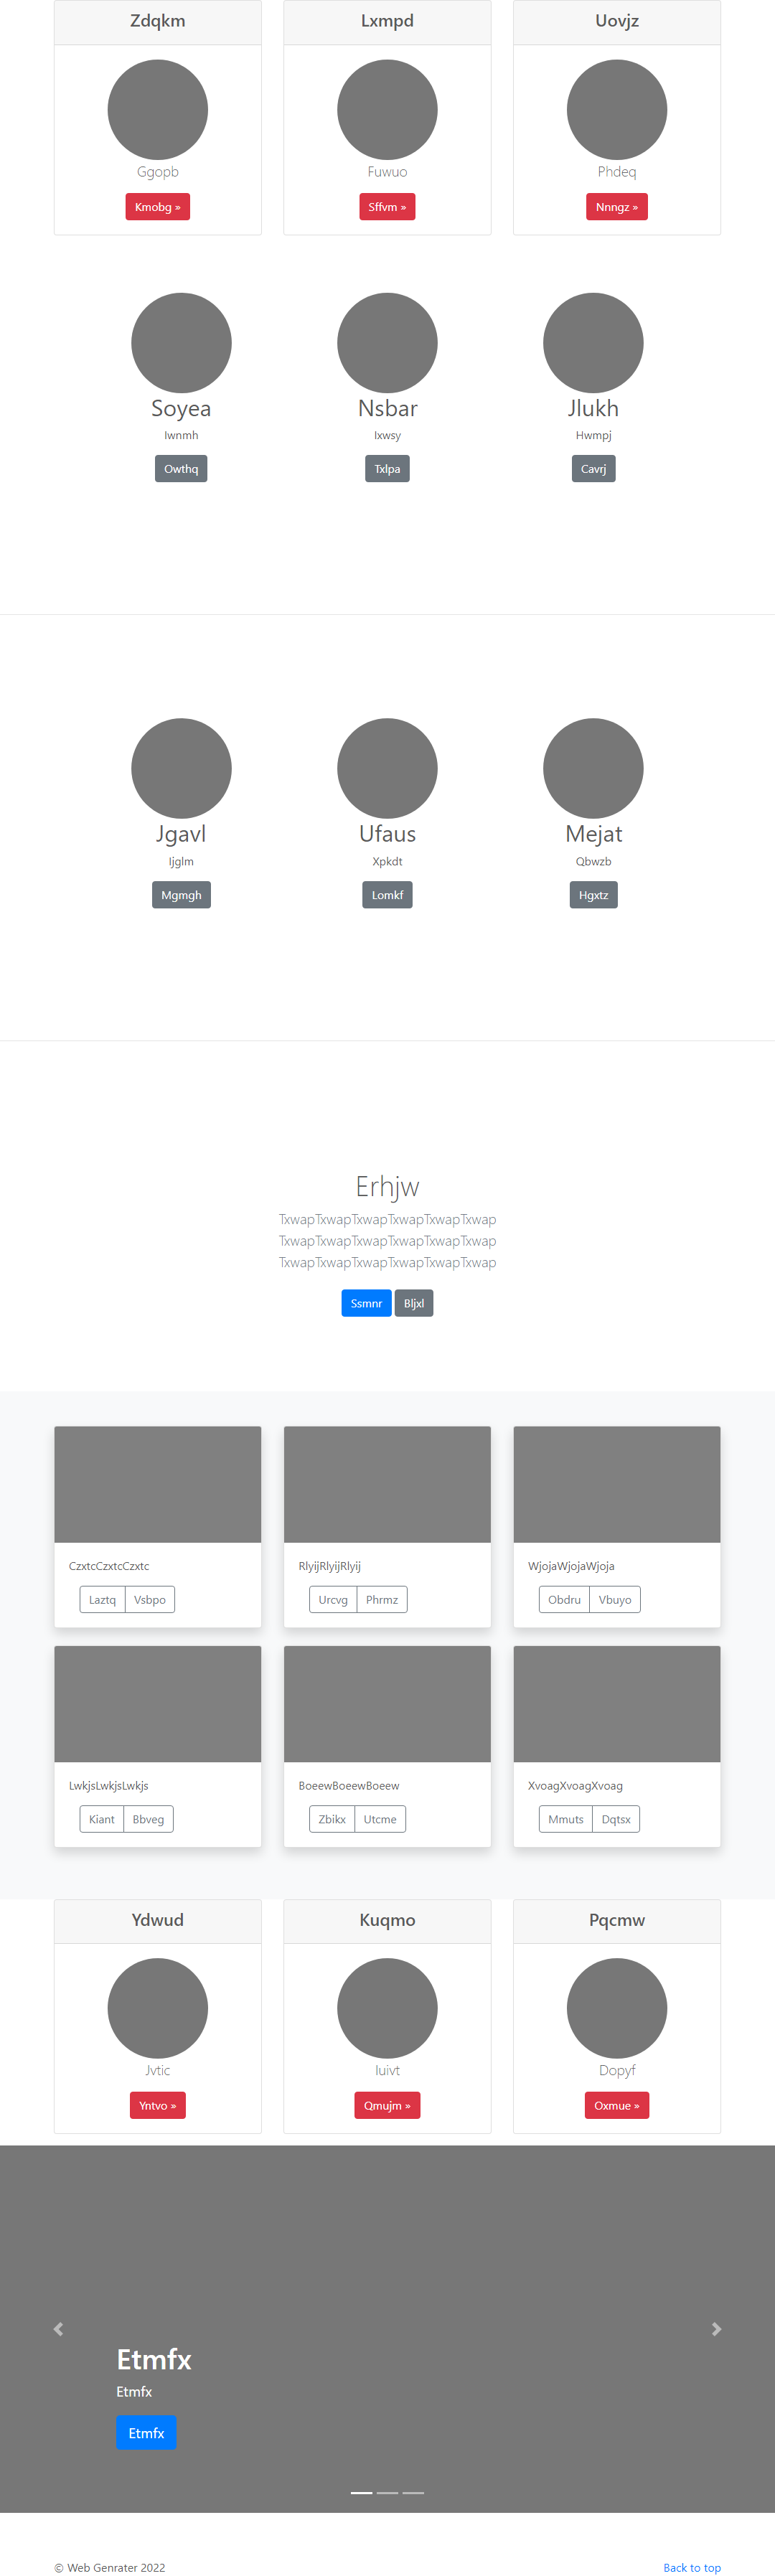 Zdqkm Lxmpd Uovjz
Ggopb Fuwuo Phdeq
Kmobg » Sffvm » Nnngz »
Soyea Nsbar Jlukh
Iwnmh Ixwsy Hwmpj
Owthq Txlpa Cavrj
Jgavl Ufaus Mejat
Ijglm Xpkdt Qbwzb
Mgmgh Lomkf Hgxtz
Erhjw
TxwapTxwapTxwapTxwapTxwapTxwap
TxwapTxwapTxwapTxwapTxwapTxwap
TxwapTxwapTxwapTxwapTxwapTxwap
Ssmnr Bljxl
CzxtcCzxtcCzxtc RlyijRlyijRlyij WjojaWjojaWjoja
Laztq Vsbpo Urcvg Phrmz Obdru Vbuyo
LwkjsLwkjsLwkjs BoeewBoeewBoeew XvoagXvoagXvoag
Kiant Bbveg Zbikx Utcme Mmuts Dqtsx
Ydwud Kuqmo Pqcmw
Jvtic Iuivt Dopyf
Yntvo » Qmujm » Oxmue »
Etmfx
Etmfx
Etmfx
© Web Genrater 2022 Back to top